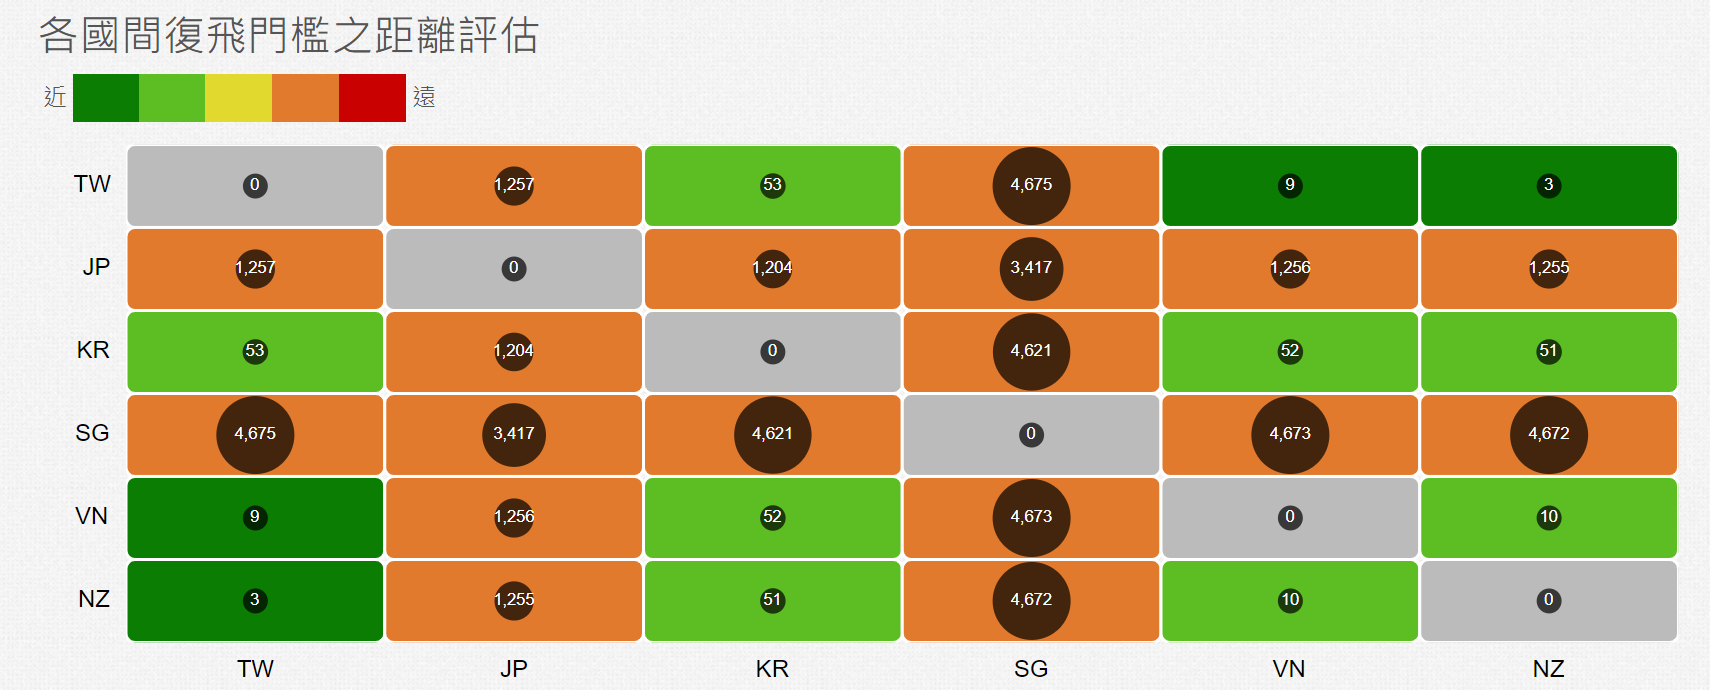 各國間復飛門檻之距離評估
近 遠
TW 0 1,257 53 4,675 9 3
JP 1,257 0 1,204 3,417 1,256 1,255
KR 53 1,204 0 4,621 52 51
SG 4,675 3,417 4,621 0 4,673 4,672
VN 9 1,256 52 4,673 0 10
NZ 3 1,255 51 4,672 10 0
TW JP KR SG VN NZ